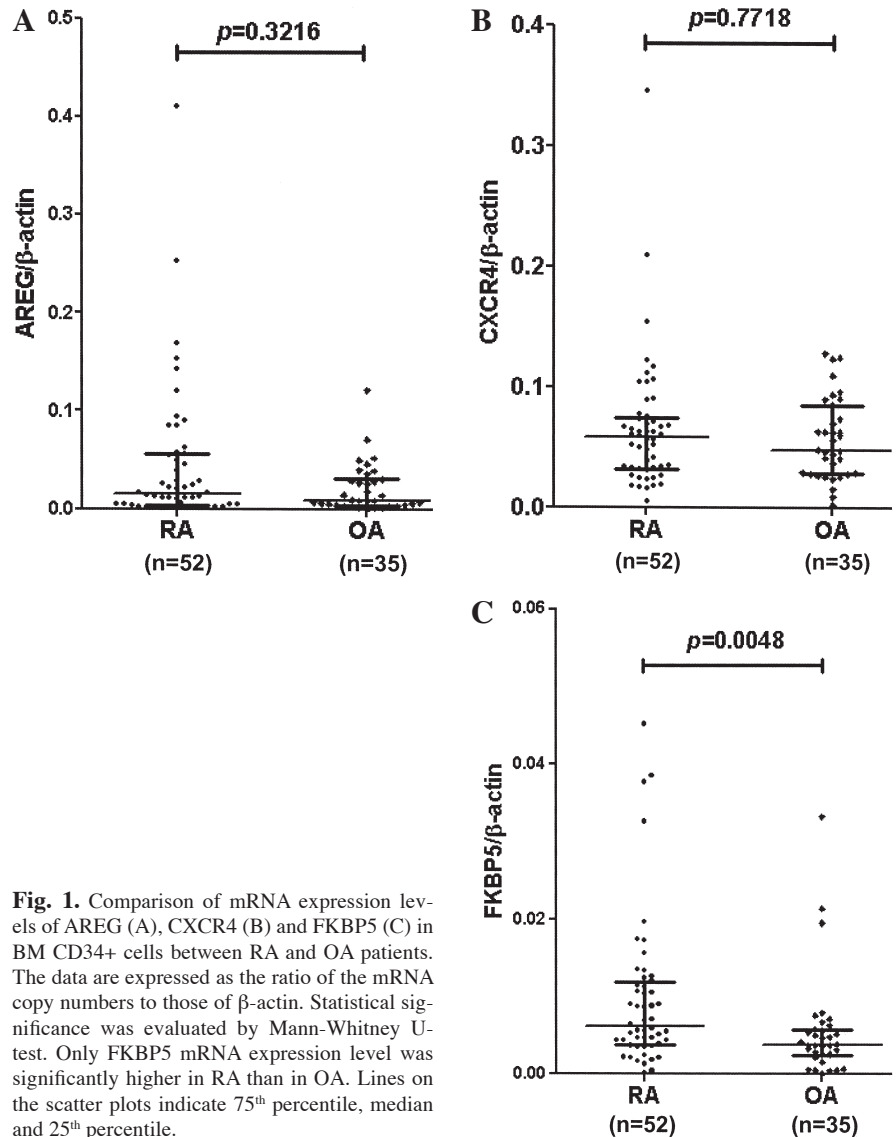 A
p=0.3216
0.5
0.4
0.3
0.2
0.1
0.0
AREG/β-actin
RA
OA
(n=52)
(n=35)
B
p=0.7718
0.4
0.3
0.2
0.1
0.0
CXCR4/β-actin
RA
OA
(n=52)
(n=35)
C
p=0.0048
0.06
0.04
0.02
0.00
FKBP5/β-actin
RA
OA
(n=52)
(n=35)
Fig. 1. Comparison of mRNA expression lev-
els of AREG (A), CXCR4 (B) and FKBP5 (C) in
BM CD34+ cells between RA and OA patients.
The data are expressed as the ratio of the mRNA
copy numbers to those of β-actin. Statistical sig-
nificance was evaluated by Mann-Whitney U-
test. Only FKBP5 mRNA expression level was
significantly higher in RA than in OA. Lines on
the scatter plots indicate 75th percentile, median
and 25th percentile.